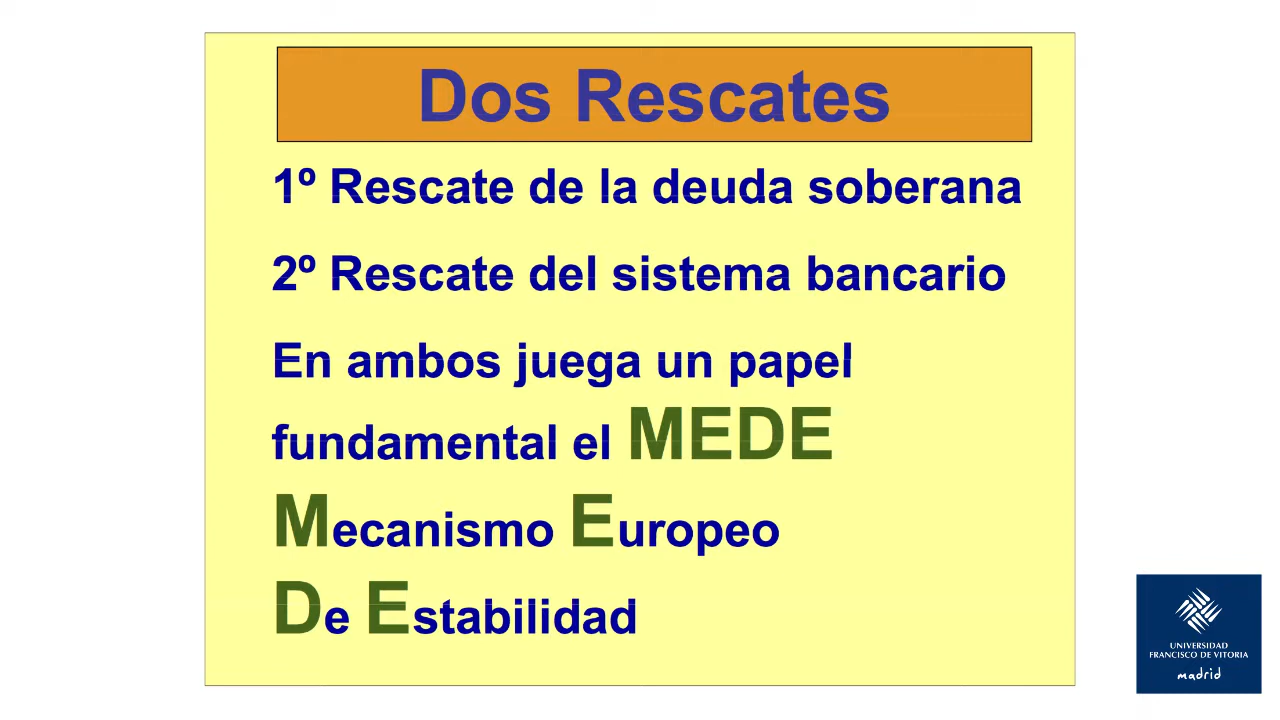 Dos Rescates
1º Rescate de la deuda soberana
2º Rescate del sistema bancario
En ambos juega un papel
fundamental el MEDE
Mecanismo Europeo
De Estabilidad
UNIVERSIDAD
FRANCISCO DE VITORIA
madrid